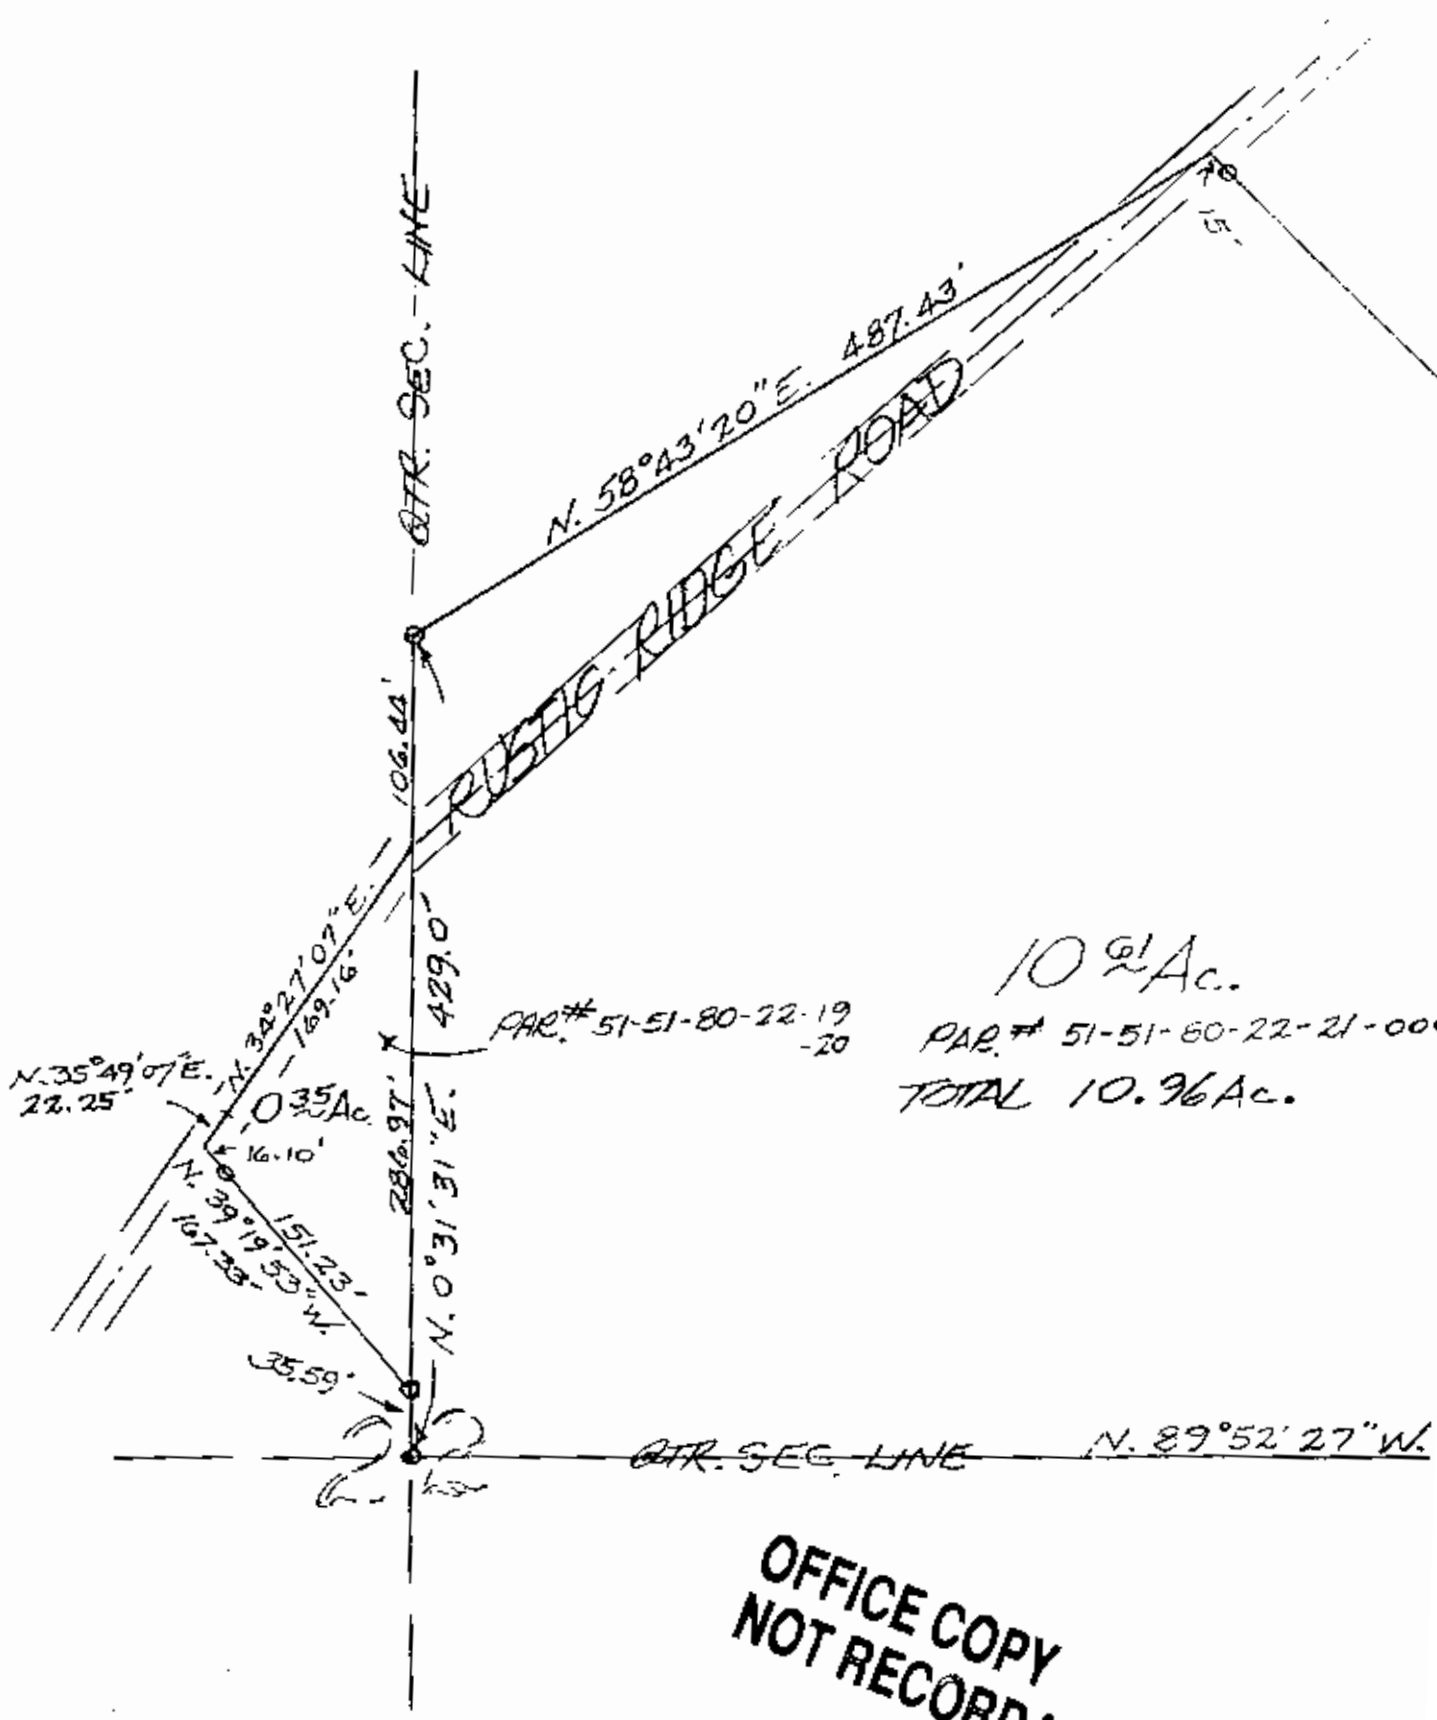 QTR. SEC. LINE
15'
N. 58°43'20"E. 487.43'
RIDGE ROAD
106.44'
N. 34°27'07"E.
169.16'
429.0'
10 61 Ac.
PAR.# 51-51-80-22-19
-20
PAR.# 51-51-80-22-21-00
TOTAL 10.96 Ac.
N. 35°49'07"E.
22.25'
0 35 Ac.
16.10'
286.97'
N. 0°31'31"E.
N. 39°19'53"W.
167.33'
151.23'
35.59'
22
QTR. SEC. LINE
N. 89°52'27"W.
OFFICE COPY
NOT